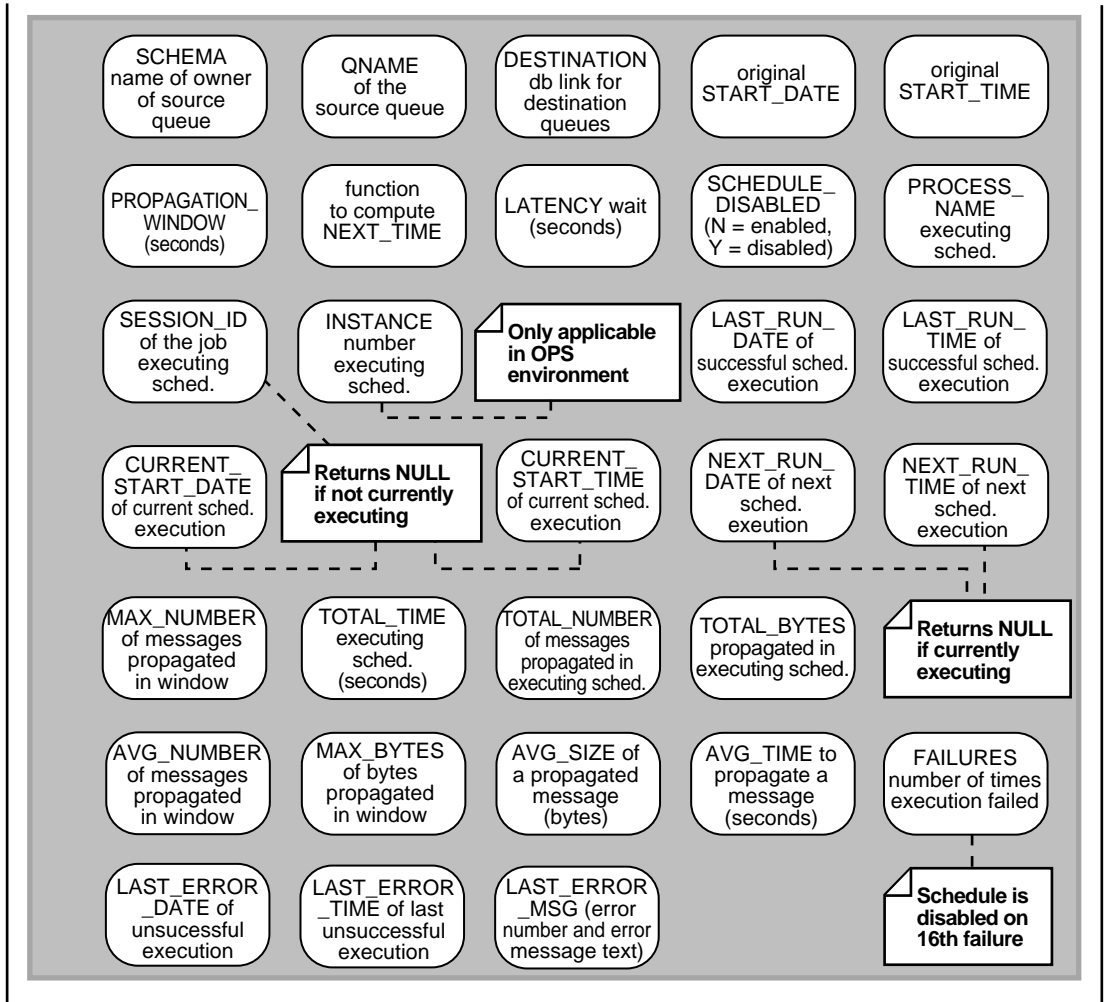 SCHEMA
name of owner
of source
queue
QNAME
of the
source queue
DESTINATION
db link for
destination
queues
original
START_DATE
original
START_TIME
PROPAGATION_
WINDOW
(seconds)
function
to compute
NEXT_TIME
LATENCY wait
(seconds)
SCHEDULE_
DISABLED
(N = enabled,
Y = disabled)
PROCESS_
NAME
executing
sched.
SESSION_ID
of the job
executing
sched.
INSTANCE
number
executing
sched.
Only applicable
in OPS
environment
LAST_RUN_
DATE of
successful sched.
execution
LAST_RUN_
TIME of
successful sched.
execution
CURRENT_
START_DATE
of current sched.
execution
Returns NULL
if not currently
executing
CURRENT_
START_TIME
of current sched.
execution
NEXT_RUN_
DATE of next
sched.
exeution
NEXT_RUN_
TIME of next
sched.
execution
MAX_NUMBER
of messages
propagated
in window
TOTAL_TIME
executing
sched.
(seconds)
TOTAL_NUMBER
of messages
propagated in
executing sched.
TOTAL_BYTES
propagated in
executing sched.
Returns NULL
if currently
executing
AVG_NUMBER
of messages
propagated
in window
MAX_BYTES
of bytes
propagated
in window
AVG_SIZE of
a propagated
message
(bytes)
AVG_TIME to
propagate a
message
(seconds)
FAILURES
number of times
execution failed
LAST_ERROR
_DATE of
unsucessful
execution
LAST_ERROR
_TIME of last
unsuccessful
execution
LAST_ERROR
_MSG (error
number and error
message text)
Schedule is
disabled on
16th failure